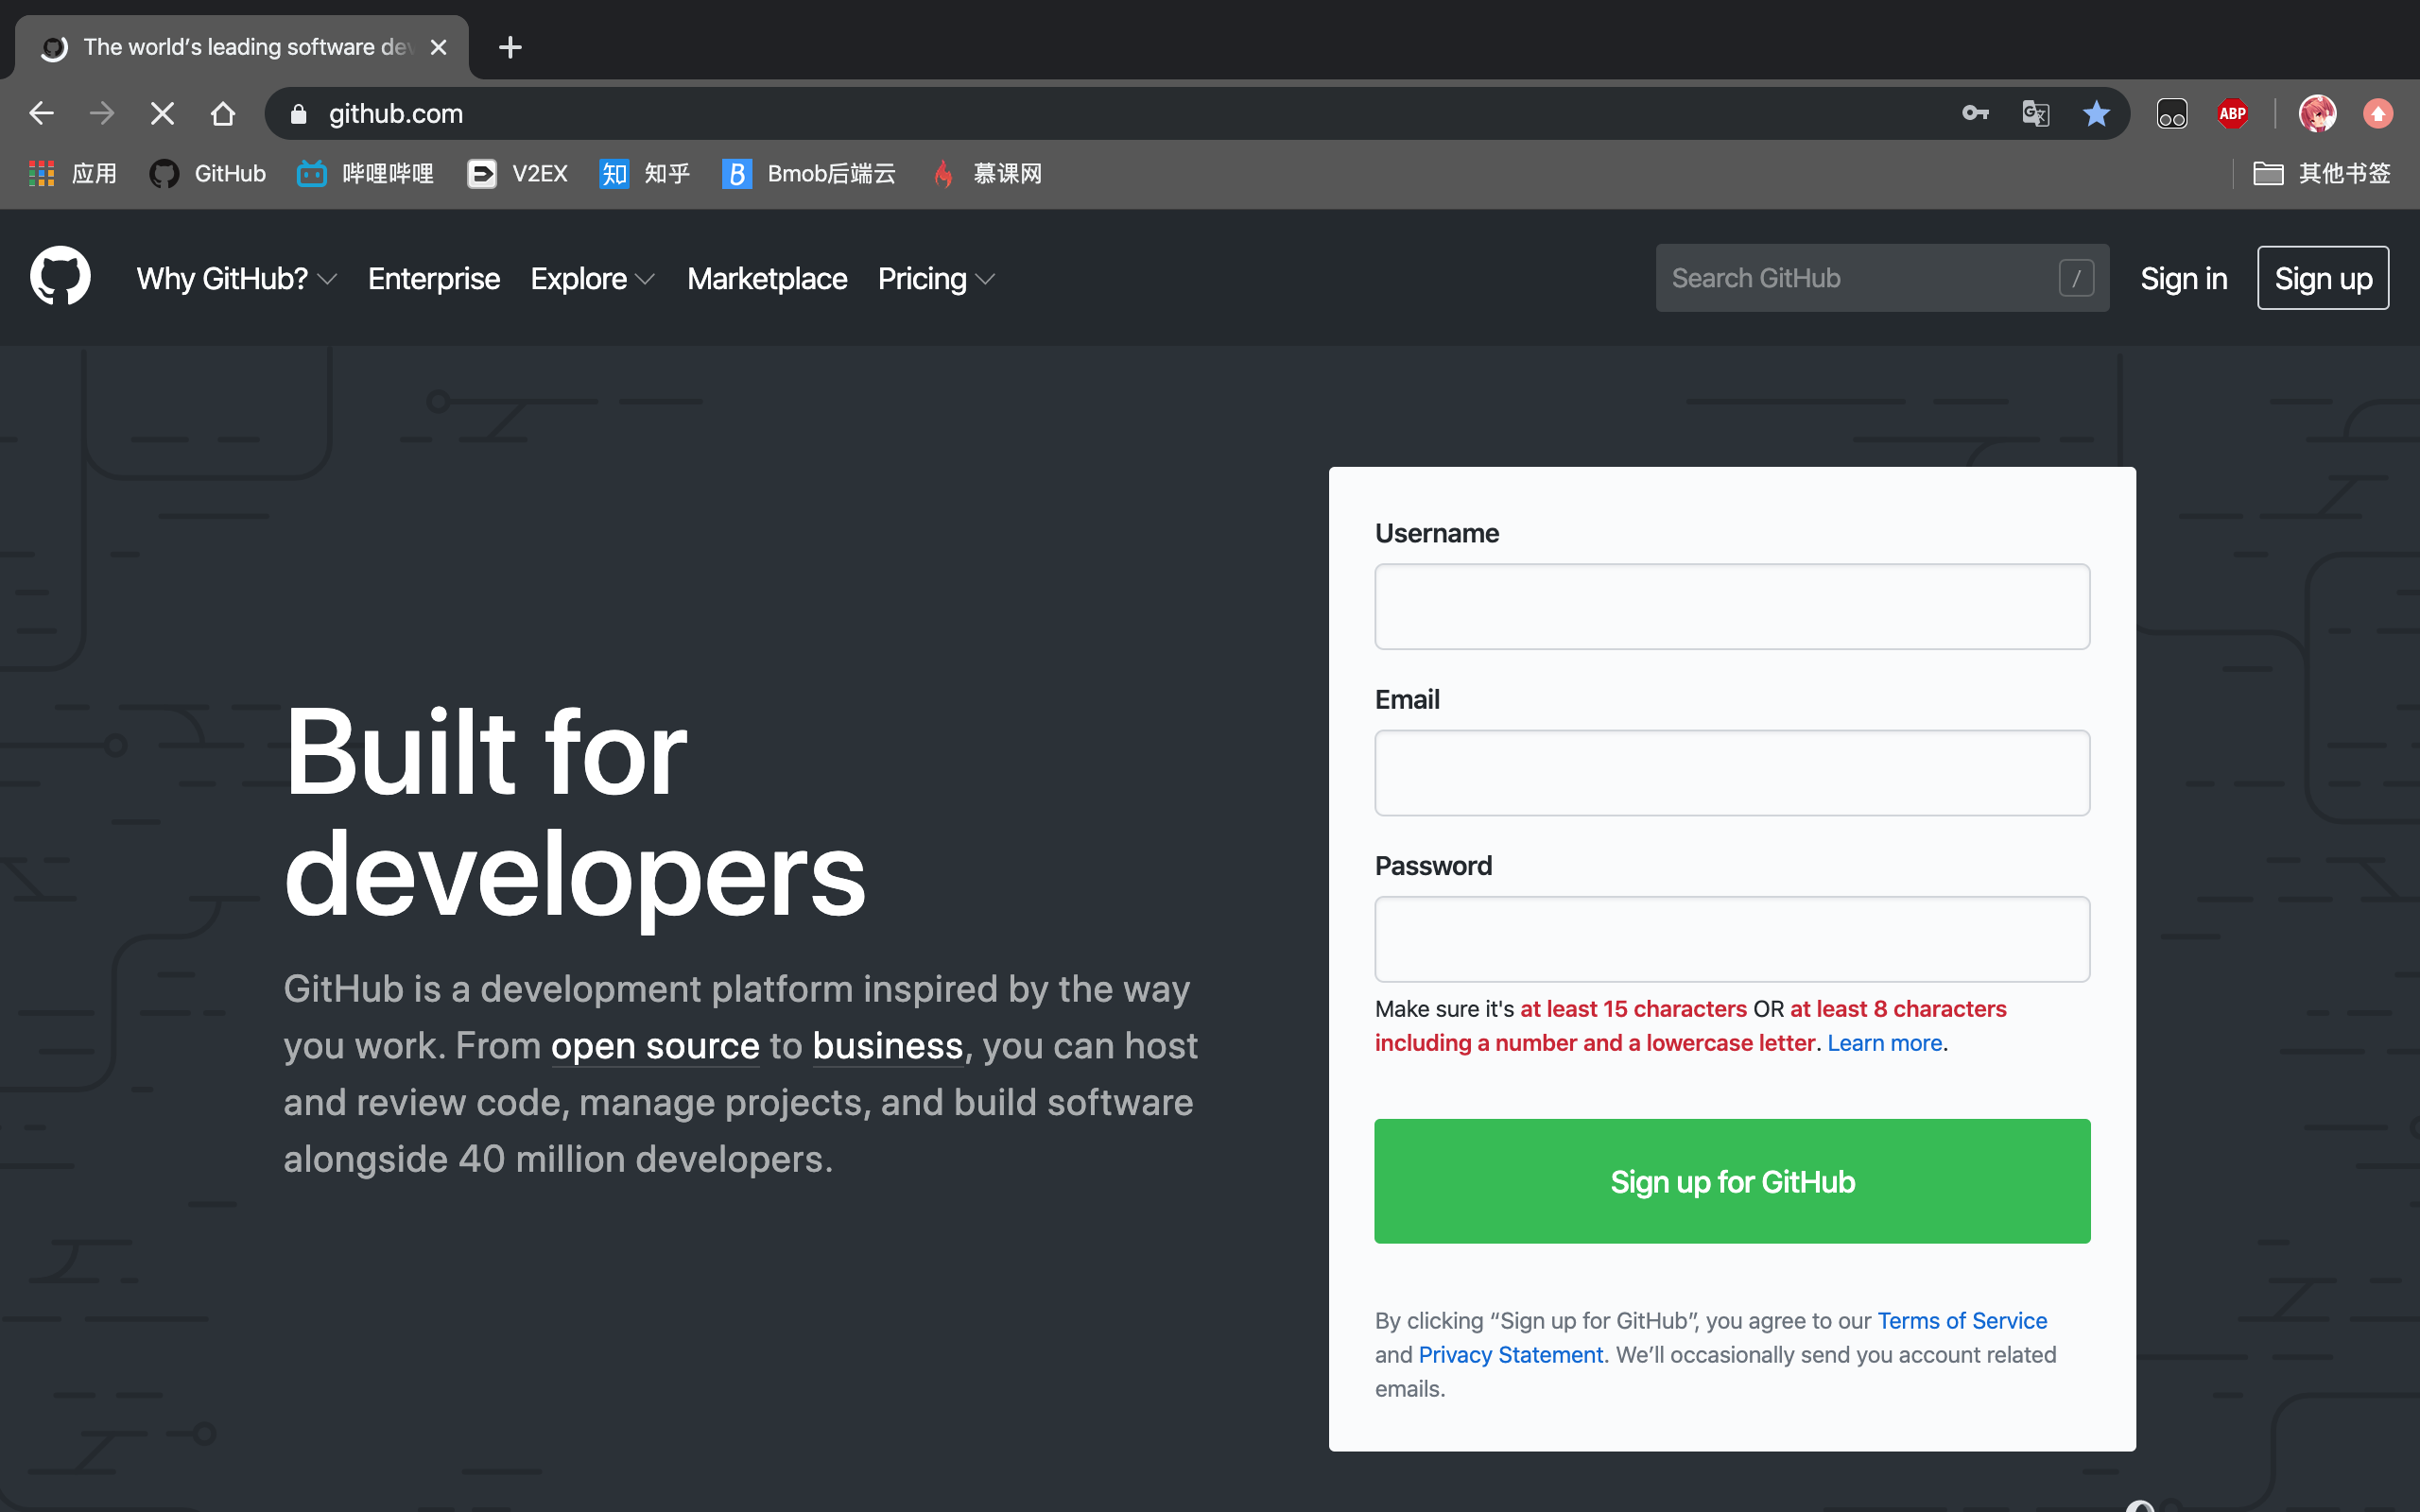 The world's leading software dev
github.com
ABP
应用 GitHub 哔哩哔哩 V2EX 知 知乎 B Bmob后端云 慕课网 其他书签
Why GitHub? Enterprise Explore Marketplace Pricing Search GitHub / Sign in Sign up
Username
Email
Built for
developers
Password
GitHub is a development platform inspired by the way
you work. From open source to business, you can host
and review code, manage projects, and build software
alongside 40 million developers.
Make sure it's at least 15 characters OR at least 8 characters
including a number and a lowercase letter. Learn more.
Sign up for GitHub
By clicking “Sign up for GitHub”, you agree to our Terms of Service
and Privacy Statement. We’ll occasionally send you account related
emails.